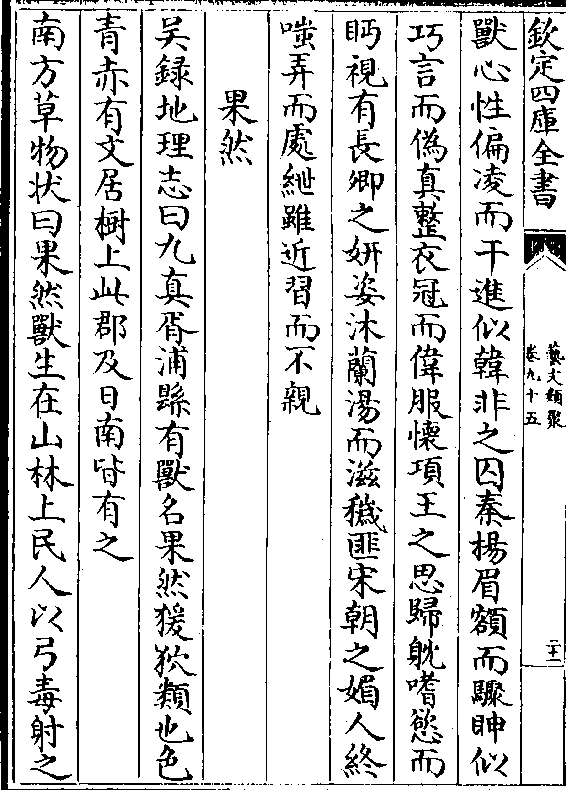 欽定四庫全書
藝文類聚
卷九十五
二十一
獸心性偏凌而干進似韓非之囚秦揚眉額而驟眒似
巧言而偽真整衣冠而偉服懷項王之思歸躭嗜慾而
眄視有長卿之妍姿沐蘭湯而滋穢匪宋朝之媚人終
嗤弄而處紲雖近習而不親
果然
吴録地理志曰九真胥浦縣有獸名果然猨狖類也色
青赤有文居樹上此郡及日南皆有之
南方草物状曰果然獸生在山林上民人以弓毒射之